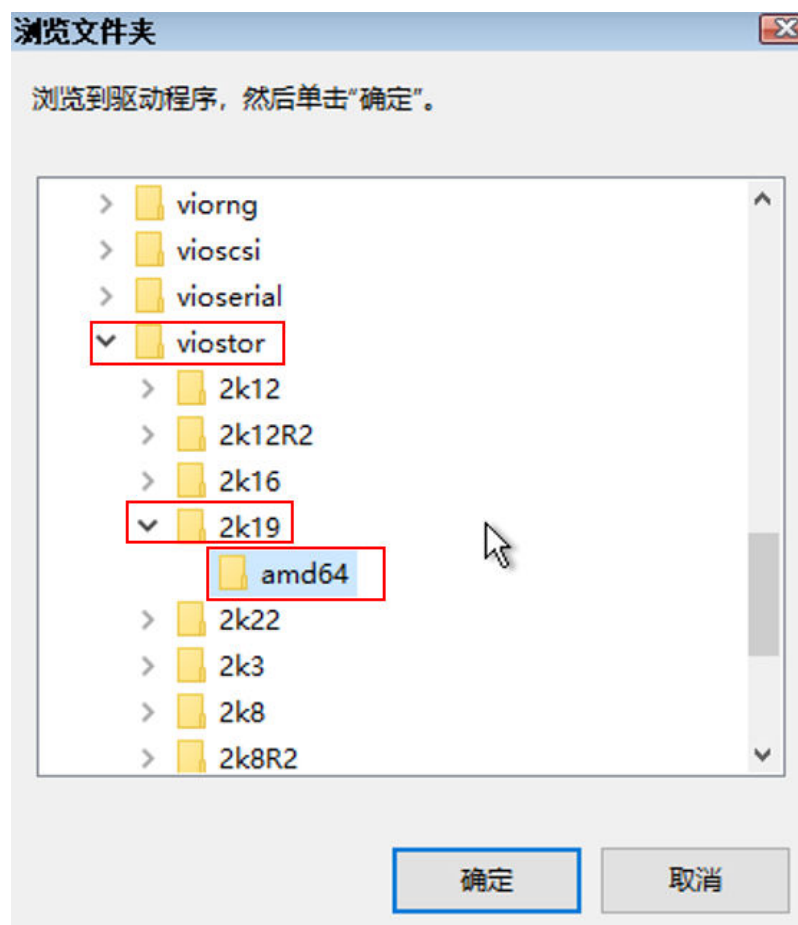 浏览文件夹
浏览到驱动程序，然后单击“确定”。
viorng
vioscsi
vioserial
viostor
2k12
2k12R2
2k16
2k19
amd64
2k22
2k3
2k8
2k8R2
确定
取消